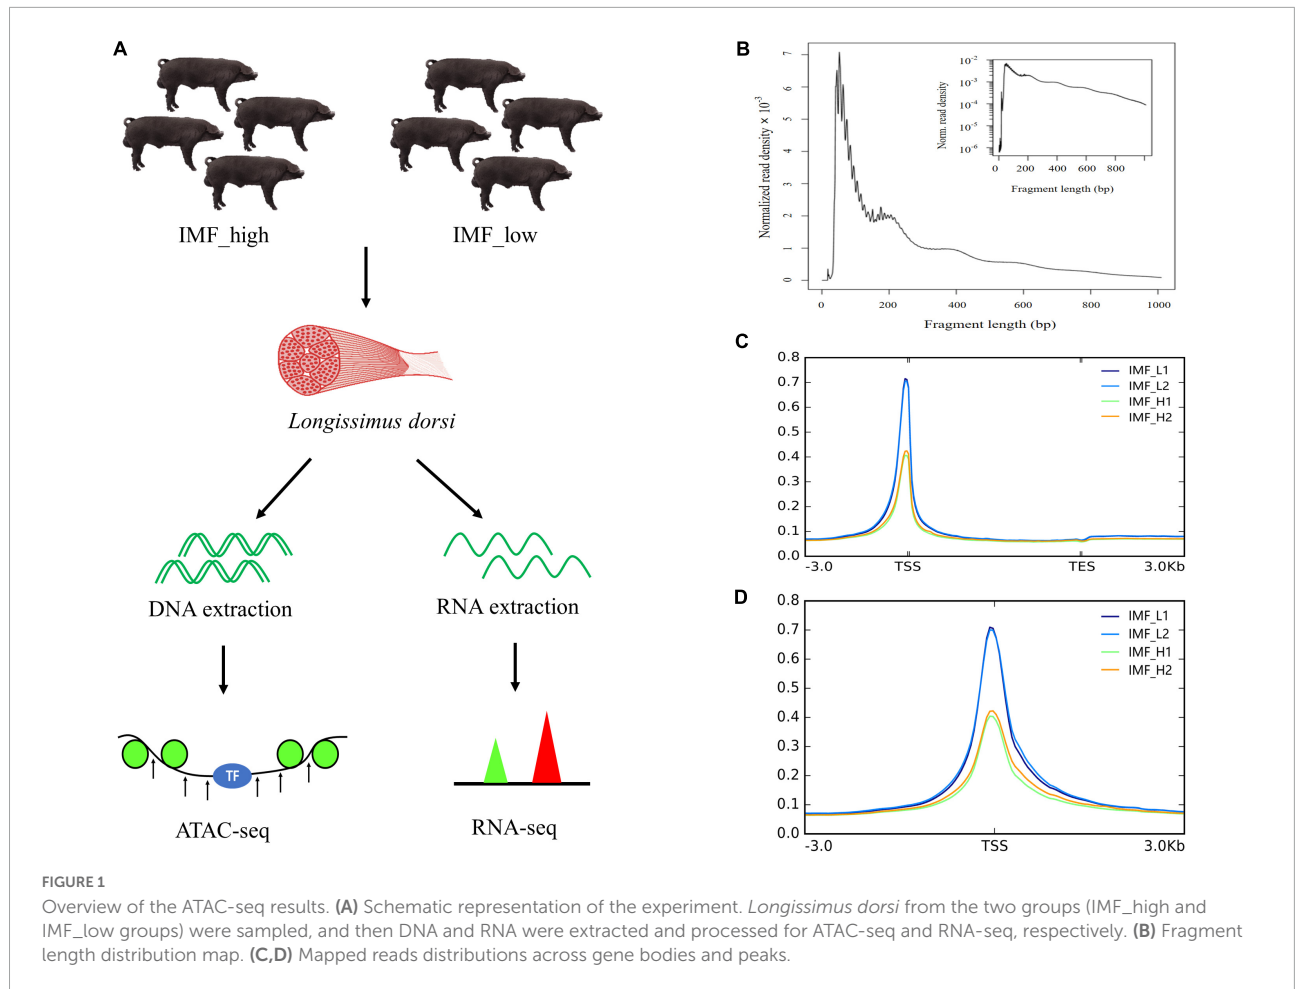 A
IMF_high
IMF_low
Longissimus dorsi
DNA extraction
RNA extraction
TF
ATAC-seq
RNA-seq
B
Normalized read density × 10-3
7
6
5
4
3
2
1
0
0
200
400
600
800
1000
Fragment length (bp)
Norm. read density
10-2
10-3
10-4
10-5
10-6
0
200
400
600
800
Fragment length (bp)
C
0.8
0.7
0.6
0.5
0.4
0.3
0.2
0.1
0.0
-3.0
TSS
TES
3.0Kb
IMF_L1
IMF_L2
IMF_H1
IMF_H2
D
0.8
0.7
0.6
0.5
0.4
0.3
0.2
0.1
0.0
-3.0
TSS
3.0Kb
IMF_L1
IMF_L2
IMF_H1
IMF_H2
FIGURE 1
Overview of the ATAC-seq results. (A) Schematic representation of the experiment. Longissimus dorsi from the two groups (IMF_high and
IMF_low groups) were sampled, and then DNA and RNA were extracted and processed for ATAC-seq and RNA-seq, respectively. (B) Fragment
length distribution map. (C,D) Mapped reads distributions across gene bodies and peaks.